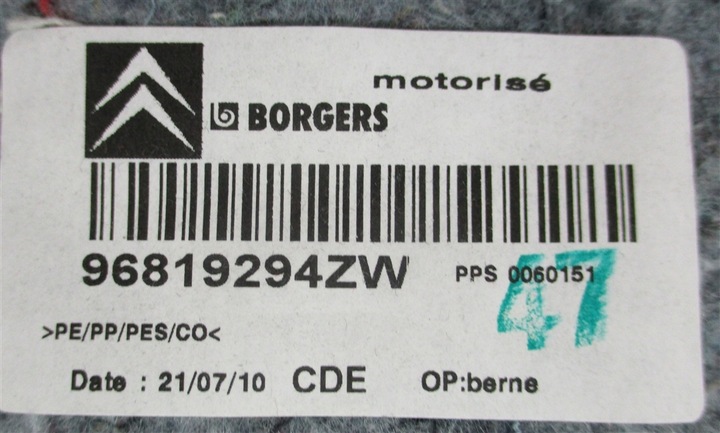 motorisé
BORGERS
96819294ZW PPS 0060151
47
>PE/PP/PES/CO<
Date : 21/07/10 CDE OP:berne